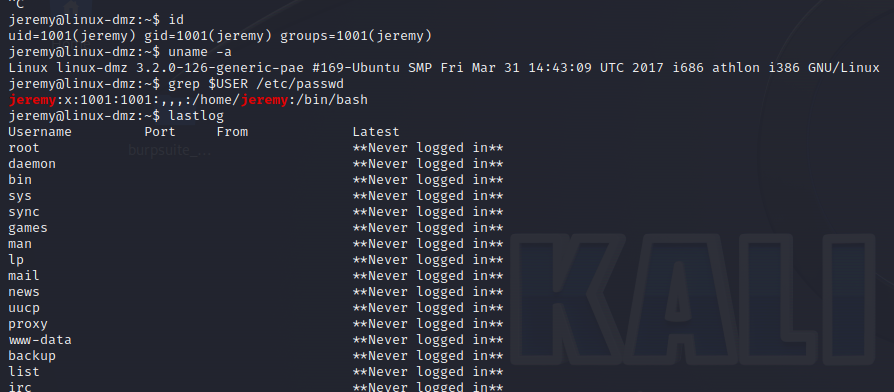 ^C
jeremy@linux-dmz:~$ id
uid=1001(jeremy) gid=1001(jeremy) groups=1001(jeremy)
jeremy@linux-dmz:~$ uname -a
Linux linux-dmz 3.2.0-126-generic-pae #169-Ubuntu SMP Fri Mar 31 14:43:09 UTC 2017 i686 athlon i386 GNU/Linux
jeremy@linux-dmz:~$ grep $USER /etc/passwd
jeremy:x:1001:1001:,,,:/home/jeremy:/bin/bash
jeremy@linux-dmz:~$ lastlog
Username Port From Latest
burpsuite_...
root **Never logged in**
daemon **Never logged in**
bin **Never logged in**
sys **Never logged in**
sync **Never logged in**
games **Never logged in**
man **Never logged in**
lp **Never logged in**
mail **Never logged in**
news **Never logged in**
uucp **Never logged in**
proxy **Never logged in**
www-data **Never logged in**
backup **Never logged in**
list **Never logged in**
irc **Never logged in**
KALI